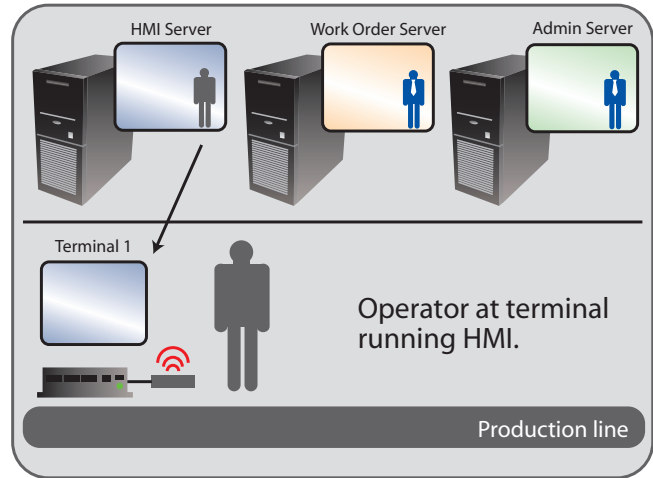 HMI Server
Work Order Server
Admin Server
Terminal 1
Operator at terminal
running HMI.
Production line